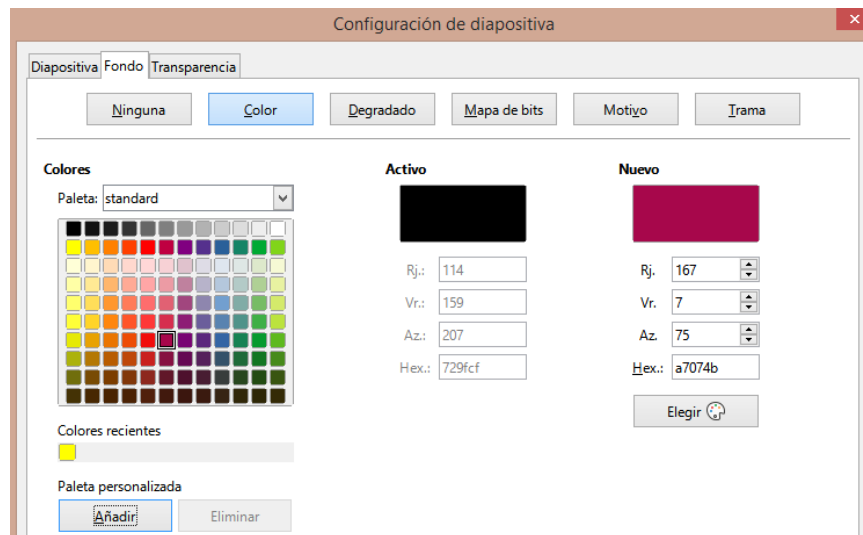 Configuración de diapositiva
Diapositiva Fondo Transparencia
Ninguna Color Degradado Mapa de bits Motivo Trama
Colores Activo Nuevo
Paleta: standard
Rj.: 114 Rj. 167
Vr.: 159 Vr. 7
Az.: 207 Az. 75
Hex.: 729fcf Hex.: a7074b
Elegir
Colores recientes
Paleta personalizada
Añadir Eliminar